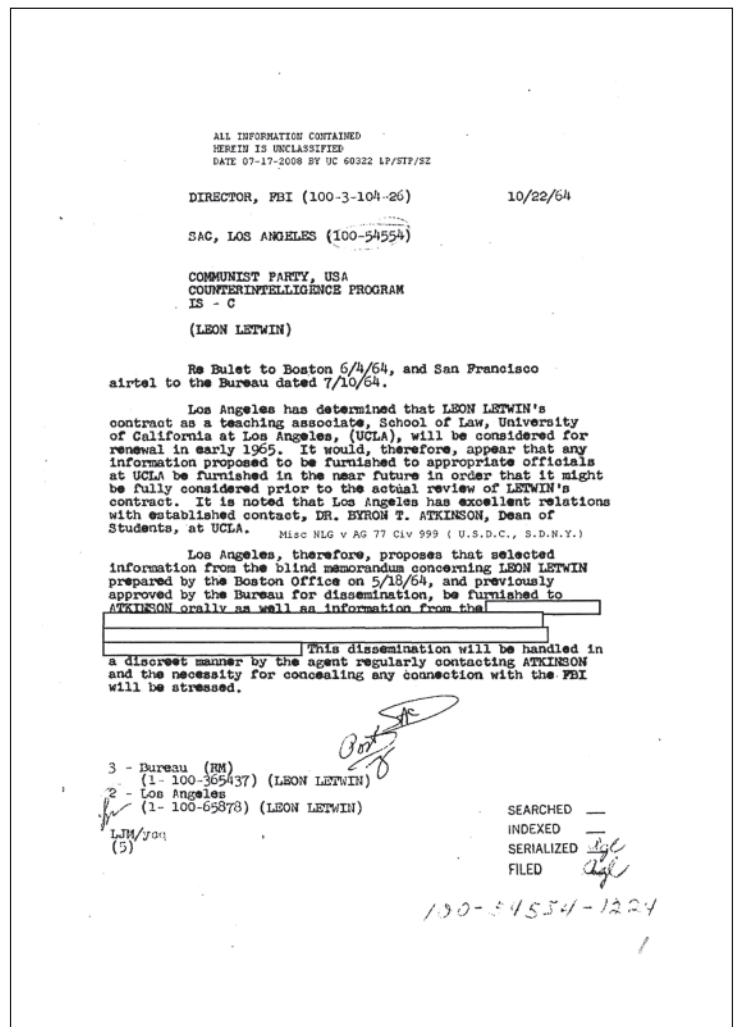 ALL INFORMATION CONTAINED
HEREIN IS UNCLASSIFIED
DATE 07-17-2008 BY UC 60322 LP/STP/SZ
DIRECTOR, FBI (100-3-104-26) 10/22/64
SAC, LOS ANGELES (100-54554)
COMMUNIST PARTY, USA
COUNTERINTELLIGENCE PROGRAM
IS - C
(LEON LETWIN)
Re Bulet to Boston 6/4/64, and San Francisco
airtel to the Bureau dated 7/10/64.
Los Angeles has determined that LEON LETWIN's
contract as a teaching associate, School of Law, University
of California at Los Angeles, (UCLA), will be considered for
renewal in early 1965. It would, therefore, appear that any
information proposed to be furnished to appropriate officials
at UCLA be furnished in the near future in order that it might
be fully considered prior to the actual review of LETWIN's
contract. It is noted that Los Angeles has excellent relations
with established contact, DR. BYRON T. ATKINSON, Dean of
Students, at UCLA. Misc NLG v AG 77 Civ 999 ( U.S.D.C., S.D.N.Y.)
Los Angeles, therefore, proposes that selected
information from the blind memorandum concerning LEON LETWIN
prepared by the Boston Office on 5/18/64, and previously
approved by the Bureau for dissemination, be furnished to
ATKINSON orally as well as information from the
This dissemination will be handled in
a discreet manner by the agent regularly contacting ATKINSON
and the necessity for concealing any connection with the FBI
will be stressed.
SAC
3 - Bureau (RM)
(1- 100-365437) (LEON LETWIN)
2 - Los Angeles
(1- 100-65878) (LEON LETWIN)
(5)
SEARCHED
INDEXED
SERIALIZED
FILED
100-54554-1224
1